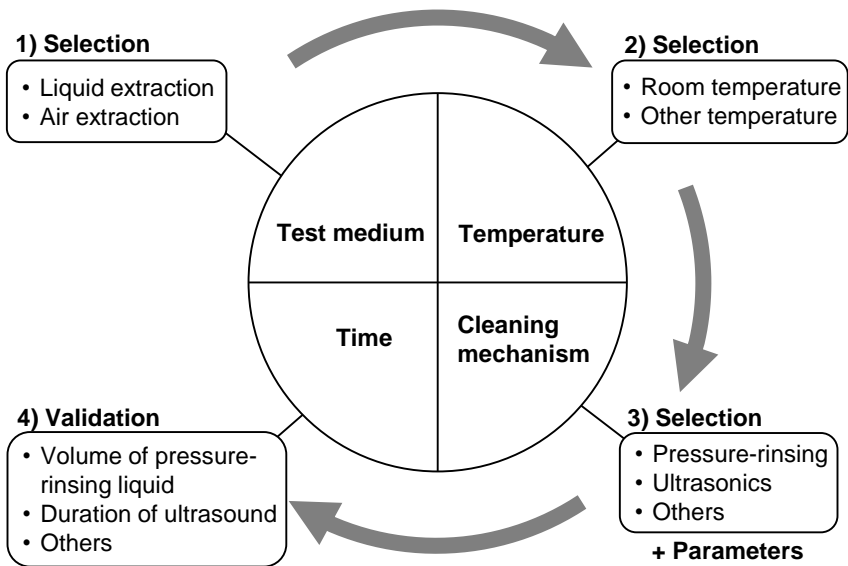 1) Selection
• Liquid extraction
• Air extraction
2) Selection
• Room temperature
• Other temperature
Test medium
Temperature
Time
Cleaning
mechanism
3) Selection
• Pressure-rinsing
• Ultrasonics
• Others
+ Parameters
4) Validation
• Volume of pressure-
rinsing liquid
• Duration of ultrasound
• Others